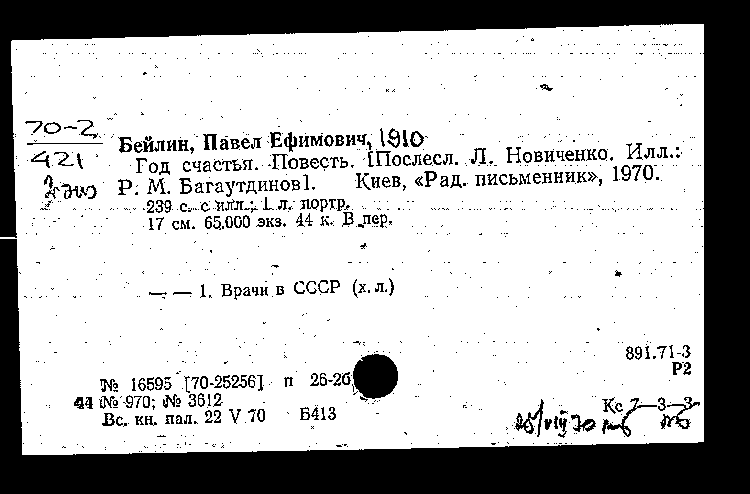 70-2
421
Бейлин, Павел Ефимович, 1910
Год счастья. Повесть. [Послесл. Л. Новиченко. Илл.:
Р. М. Багаутдинов]. Киев, «Рад. письменник», 1970.
239 с. с илл.; 1 л. портр.
17 см. 65.000 экз. 44 к. В пер.
— — 1. Врачи в СССР (х. л.)
891.71-3
Р2
№ 16595 [70-25256] п 26-26
44 № 970; № 3612
Вс. кн. пал. 22 V 70 Б413
Кс 7—3—3
25/VIII 70